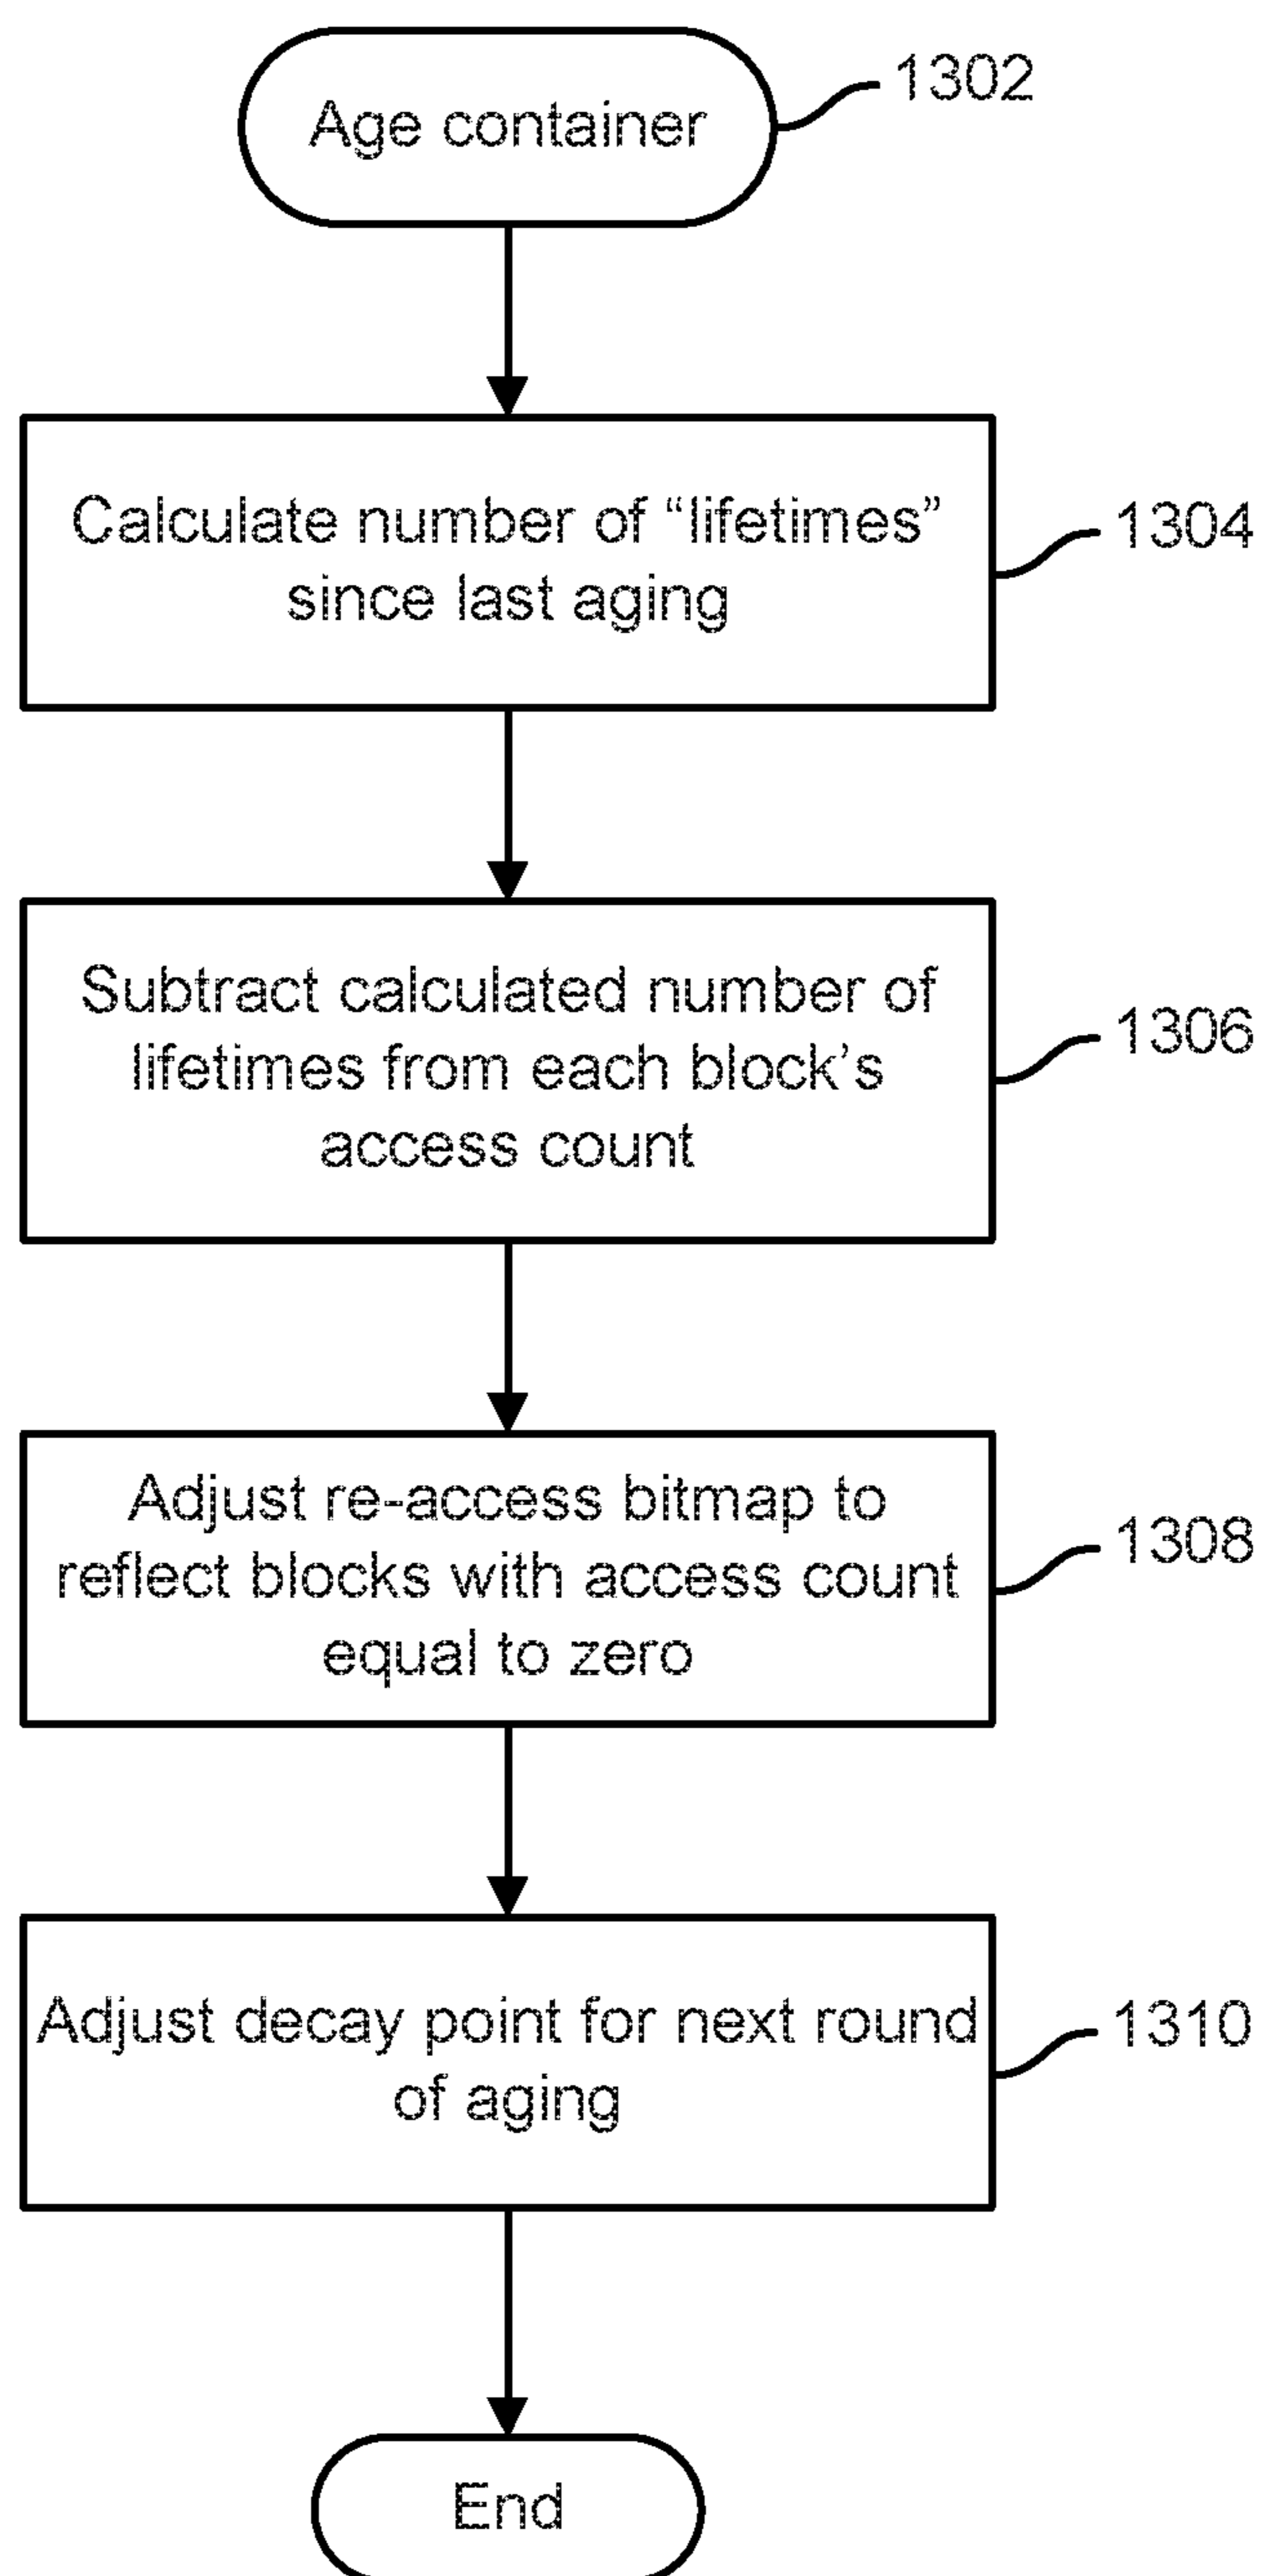 Age container
1302
Calculate number of “lifetimes”
since last aging
1304
Subtract calculated number of
lifetimes from each block’s
access count
1306
Adjust re-access bitmap to
reflect blocks with access count
equal to zero
1308
Adjust decay point for next round
of aging
1310
End